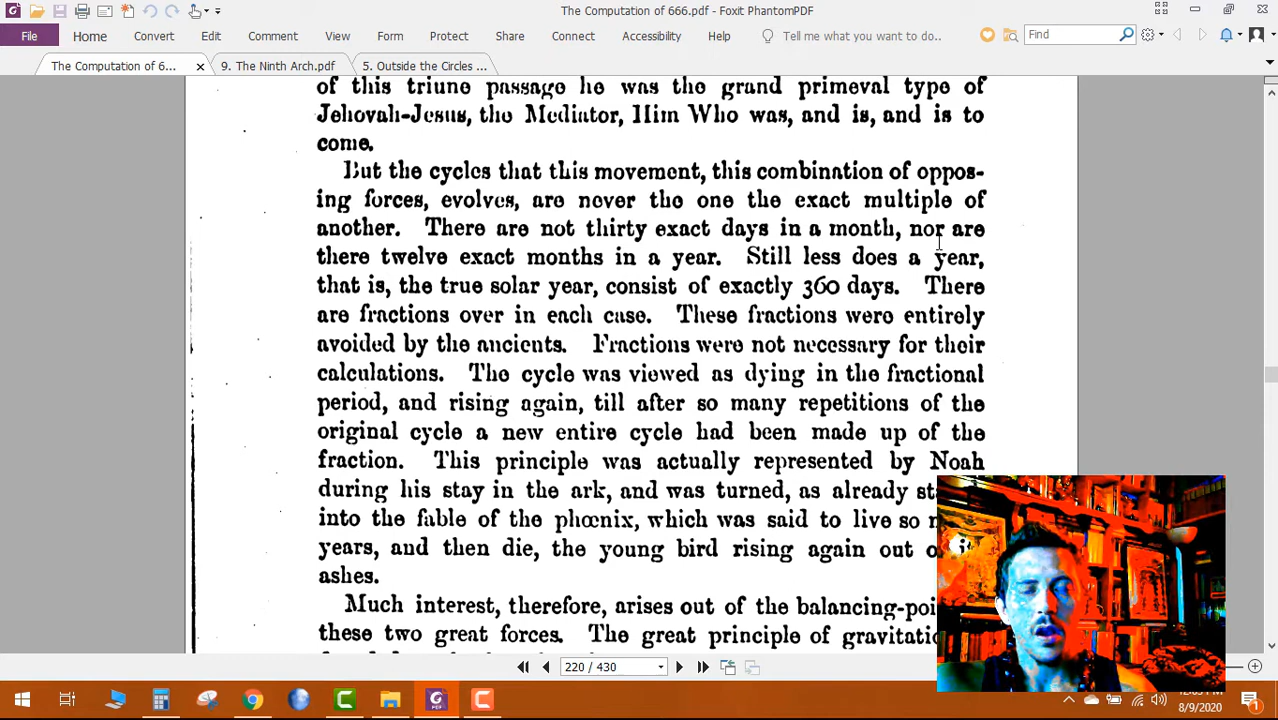 The Computation of 666.pdf - Foxit PhantomPDF
File Home Convert Edit Comment View Form Protect Share Connect Accessibility Help Tell me what you want to do.. Find
The Computation of 6... 9. The Ninth Arch.pdf 5. Outside the Circles ...
of this triune passage he was the grand primeval type of
Jehovah-Jesus, the Mediator, Him Who was, and is, and is to
come.
But the cycles that this movement, this combination of oppos-
ing forces, evolves, are never the one the exact multiple of
another. There are not thirty exact days in a month, nor are
there twelve exact months in a year. Still less does a year,
that is, the true solar year, consist of exactly 360 days. There
are fractions over in each case. These fractions were entirely
avoided by the ancients. Fractions were not necessary for their
calculations. The cycle was viewed as dying in the fractional
period, and rising again, till after so many repetitions of the
original cycle a new entire cycle had been made up of the
fraction. This principle was actually represented by Noah
during his stay in the ark, and was turned, as already
into the fable of the phœnix, which was said to live so
years, and then die, the young bird rising again out
ashes.
Much interest, therefore, arises out of the balancing-
these two great forces. The great principle of
220 / 430
8/9/2020